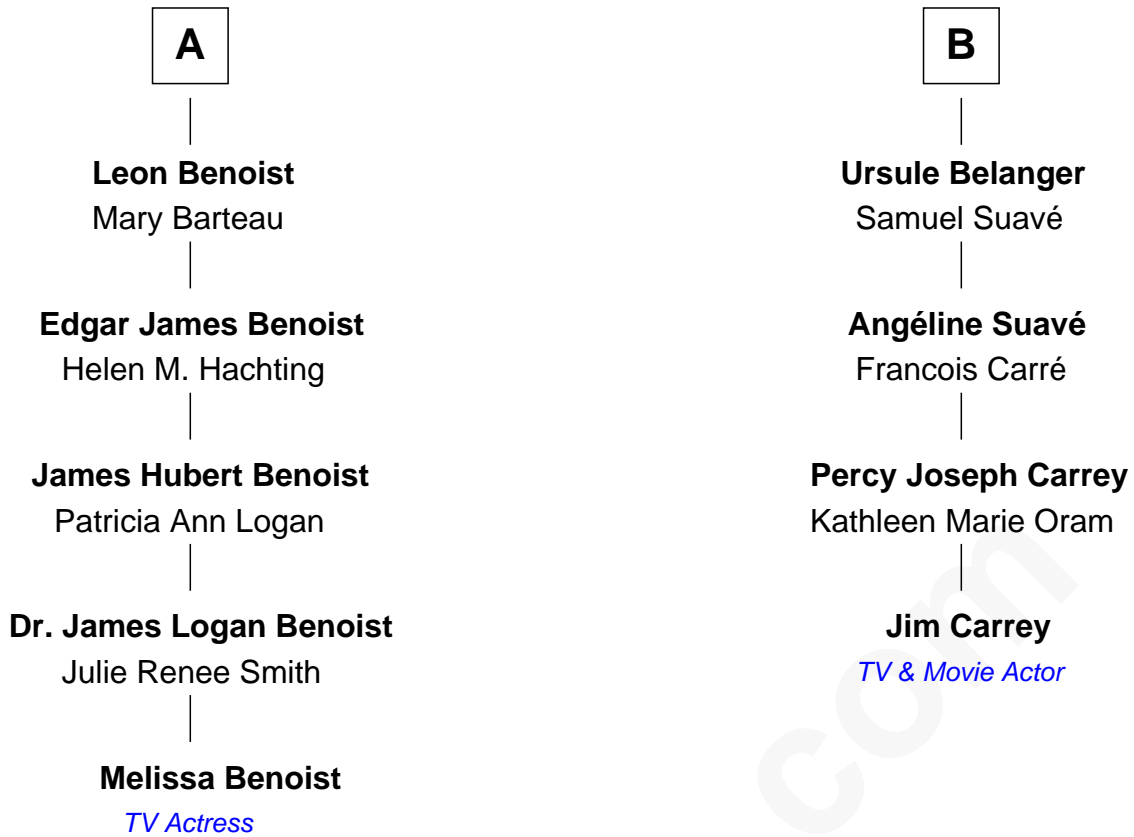 A
Leon Benoist
Mary Barteau
Edgar James Benoist
Helen M. Hachting
James Hubert Benoist
Patricia Ann Logan
Dr. James Logan Benoist
Julie Renee Smith
Melissa Benoist
TV Actress
B
Ursule Belanger
Samuel Suavé
Angéline Suavé
Francois Carré
Percy Joseph Carrey
Kathleen Marie Oram
Jim Carrey
TV & Movie Actor
com